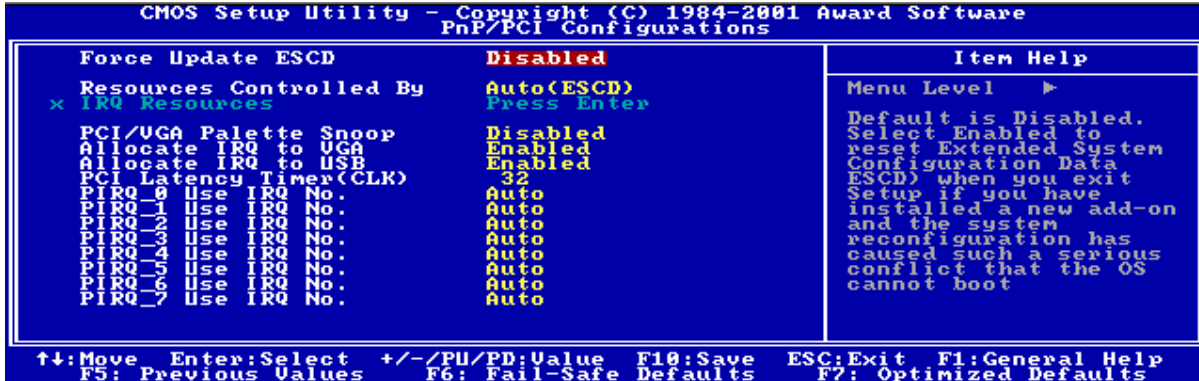 CMOS Setup Utility – Copyright (C) 1984-2001 Award Software
PnP/PCI Configurations
Force Update ESCD Disabled
Resources Controlled By Auto(ESCD)
x IRQ Resources Press Enter
PCI/VGA Palette Snoop Disabled
Allocate IRQ to VGA Enabled
Allocate IRQ to USB Enabled
PCI Latency Timer(CLK) 32
PIRQ_0 Use IRQ No. Auto
PIRQ_1 Use IRQ No. Auto
PIRQ_2 Use IRQ No. Auto
PIRQ_3 Use IRQ No. Auto
PIRQ_4 Use IRQ No. Auto
PIRQ_5 Use IRQ No. Auto
PIRQ_6 Use IRQ No. Auto
PIRQ_7 Use IRQ No. Auto
Item Help
Menu Level ▶
Default is Disabled.
Select Enabled to
reset Extended System
Configuration Data
ESCD) when you exit
Setup if you have
installed a new add-on
and the system
reconfiguration has
caused such a serious
conflict that the OS
cannot boot
↑↓:Move Enter:Select +/-/PU/PD:Value F10:Save ESC:Exit F1:General Help
F5: Previous Values F6: Fail-Safe Defaults F7: Optimized Defaults